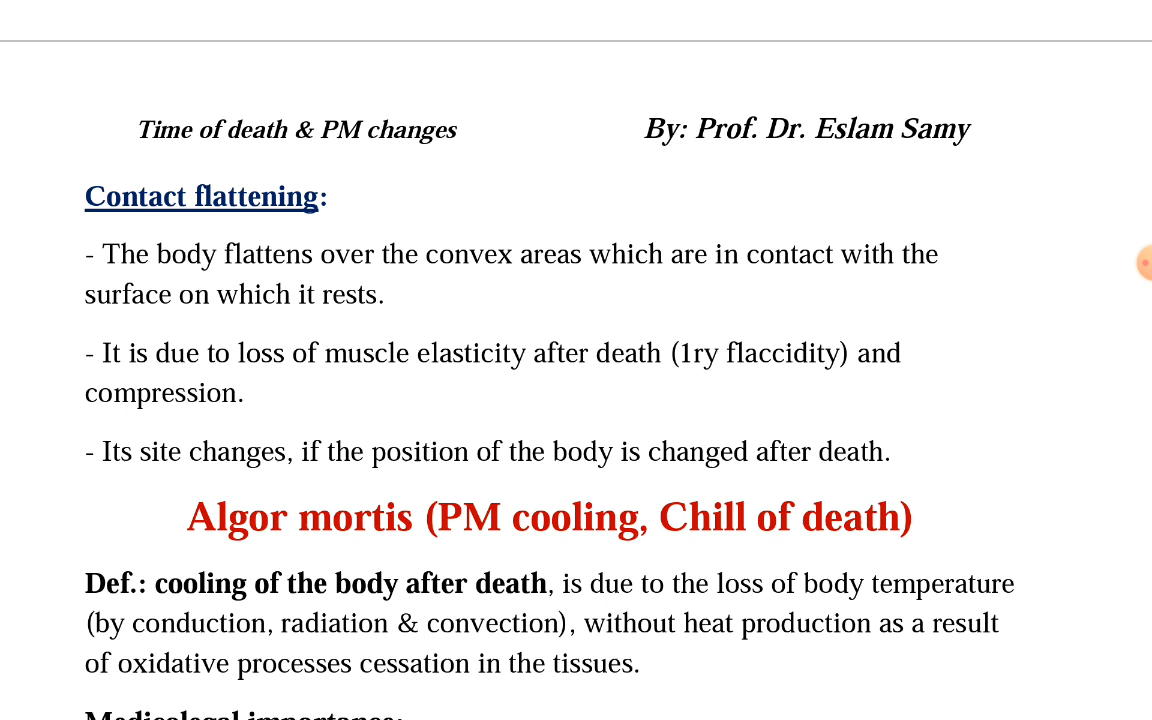 Time of death & PM changes By: Prof. Dr. Eslam Samy
Contact flattening:
- The body flattens over the convex areas which are in contact with the
surface on which it rests.
- It is due to loss of muscle elasticity after death (1ry flaccidity) and
compression.
- Its site changes, if the position of the body is changed after death.
Algor mortis (PM cooling, Chill of death)
Def.: cooling of the body after death, is due to the loss of body temperature
(by conduction, radiation & convection), without heat production as a result
of oxidative processes cessation in the tissues.
Medicolegal importance: